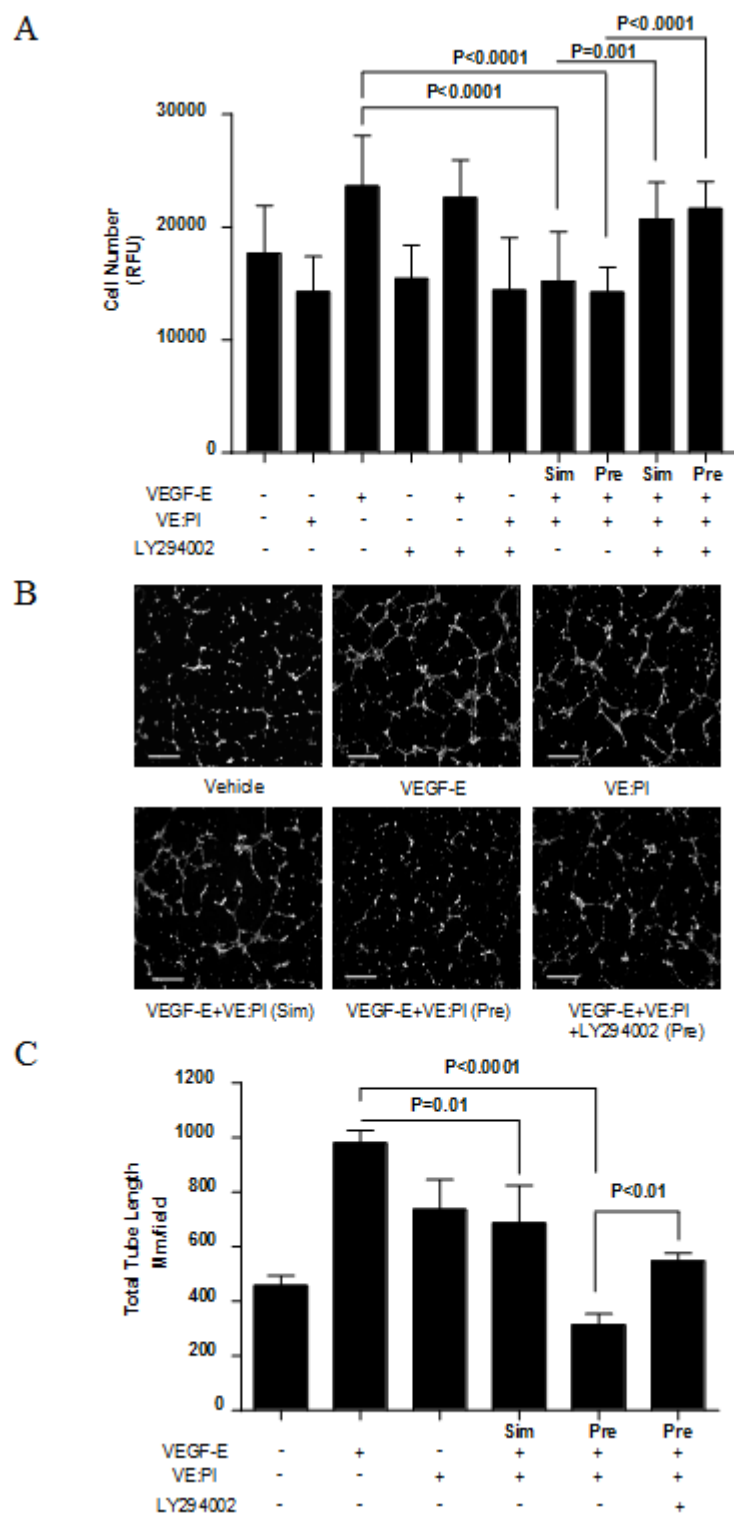 A
P<0.0001
P<0.0001 P=0.001
P<0.0001
30000
20000
10000
0
Cell Number
(RFU)
Sim Pre Sim Pre
VEGF-E - - + - + - + + + +
VE:PI - + - - - + + + + +
LY294002 - - - + + + - - + +
B
Vehicle VEGF-E VE:PI
VEGF-E+VE:PI (Sim) VEGF-E+VE:PI (Pre) VEGF-E+VE:PI
+LY294002 (Pre)
C
P<0.0001
P=0.01
P<0.01
1200
1000
800
600
400
200
0
Total Tube Length
Mm/field
Sim Pre Pre
VEGF-E - + - + + +
VE:PI - - + + + +
LY294002 - - - - - +